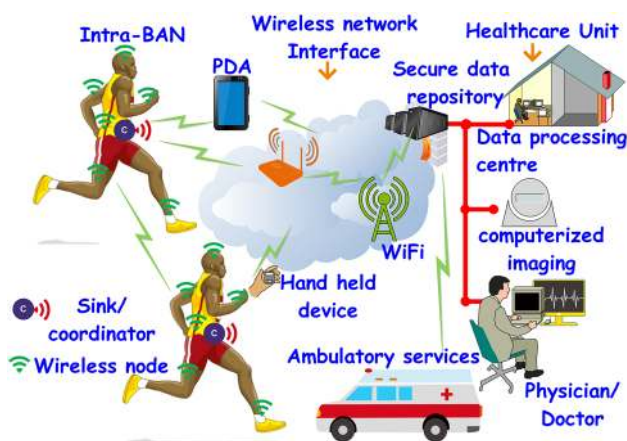 Intra-BAN
Wireless network
Interface
Healthcare Unit
PDA
Secure data
repository
Data processing
centre
WiFi
computerized
imaging
Hand held
device
C
Sink/
coordinator
Wireless node
C
C
Ambulatory services
Physician/
Doctor